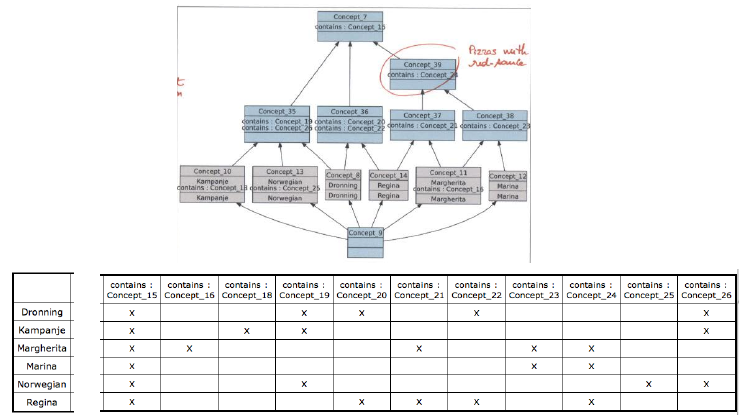 Concept_7
contains : Concept_15
Pizzas with
red-sauce
Concept_39
contains : Concept_24
t
n
Concept_35
contains : Concept_19
contains : Concept_26
Concept_36
contains : Concept_20
contains : Concept_22
Concept_37
contains : Concept_21
Concept_38
contains : Concept_23
Concept_10
Kampanje
contains : Concept_18
Kampanje
Concept_13
Norwegian
contains : Concept_25
Norwegian
Concept_8
Dronning
Dronning
Concept_14
Regina
Regina
Concept_11
Margherita
contains : Concept_16
Margherita
Concept_12
Marina
Marina
Concept_9
contains : Concept_15 contains : Concept_16 contains : Concept_18 contains : Concept_19 contains : Concept_20 contains : Concept_21 contains : Concept_22 contains : Concept_23 contains : Concept_24 contains : Concept_25 contains : Concept_26
Dronning x x x x x
Kampanje x x x x
Margherita x x x x x
Marina x x x
Norwegian x x x x
Regina x x x x x